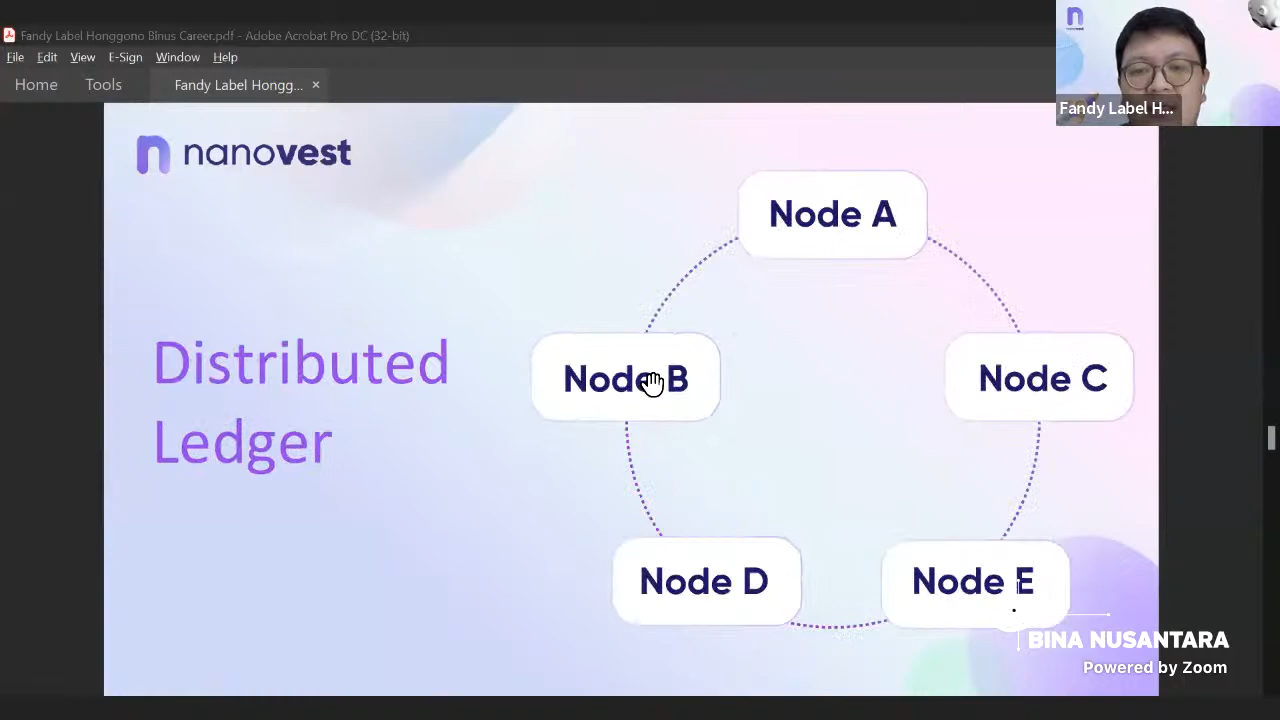 Fandy Label Honggono Binus Career.pdf - Adobe Acrobat Pro DC (32-bit)
File Edit View E-Sign Window Help
Home Tools Fandy Label Hongg... ×
Fandy Label H...
nanovest
Node A
Distributed
Ledger
Node B
Node C
Node D
Node E
BINA NUSANTARA
Powered by Zoom